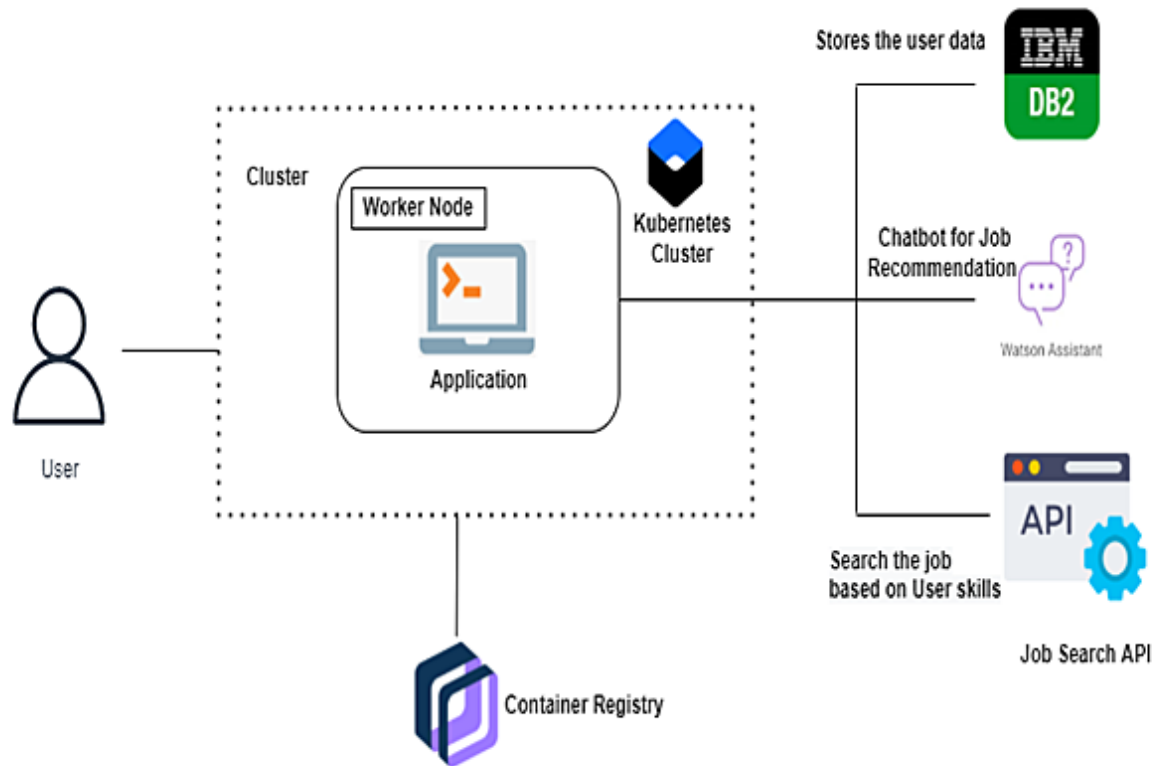 Stores the user data
IBM
DB2
Cluster
Worker Node
Kubernetes
Cluster
Application
Chatbot for Job
Recommendation
?
Watson Assistant
User
API
Search the job
based on User skills
Job Search API
Container Registry